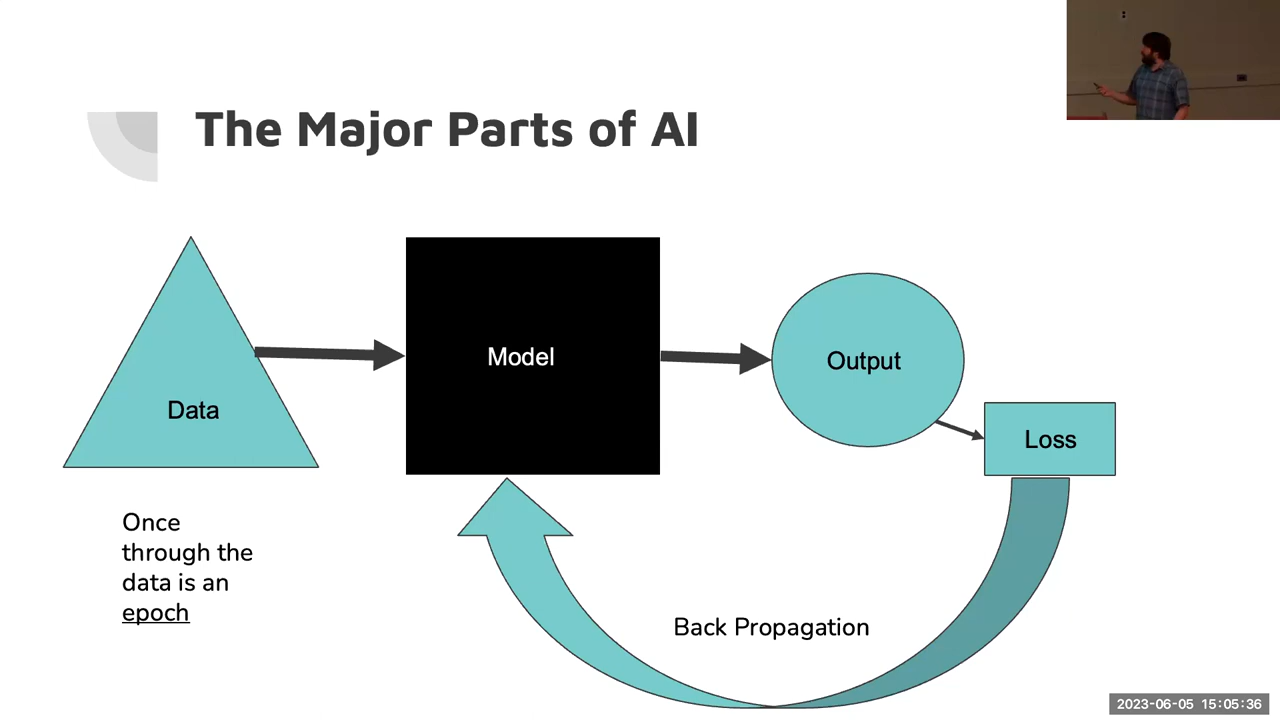 The Major Parts of AI
Data
Model
Output
Loss
Once
through the
data is an
epoch
Back Propagation
2023-06-05 15:05:36